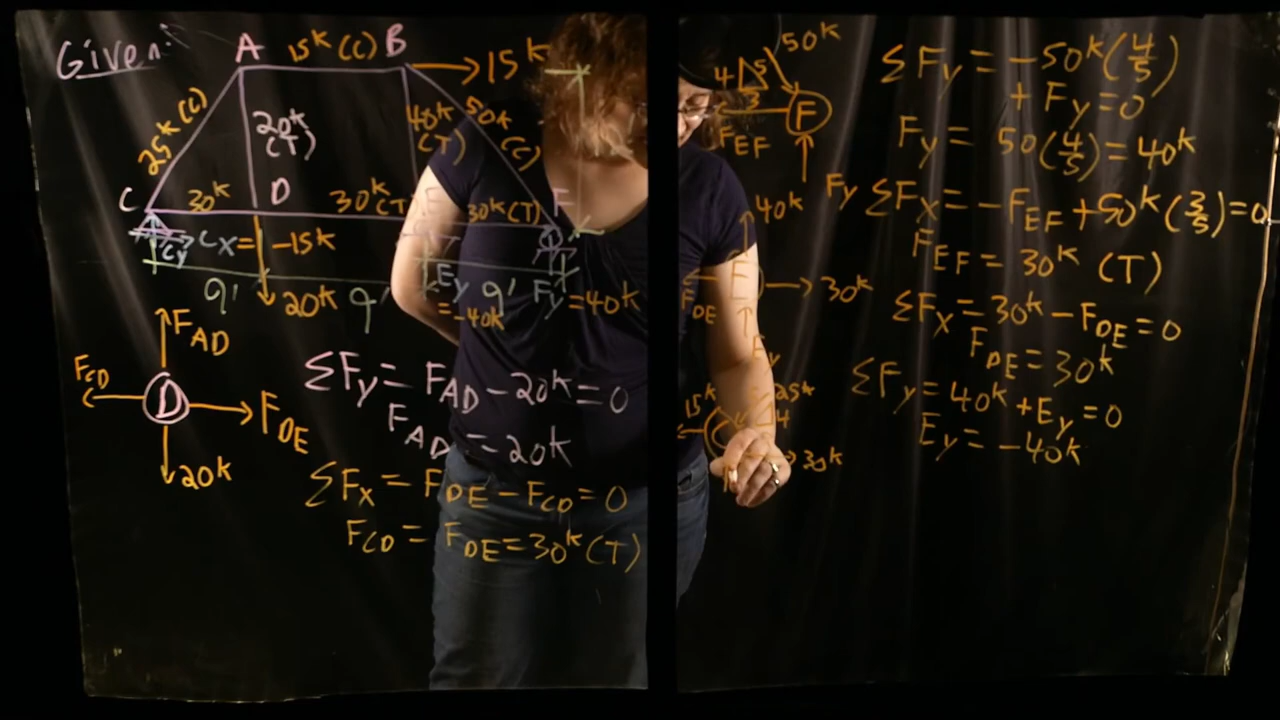 Given:
A 15k (C) B
15k
25k (C)
20k (T)
40k (T)
50k (C)
C 30k D 30k (T) E 30k(T) F
Cy Cx = -15k
20k
9' 9' 9'
Ey = -40k
Fy = 40k
FAD
FCD D FDE
20k
ΣFy = FAD - 20k = 0
FAD = 20k
ΣFx = FDE - FCD = 0
FCD = FDE = 30k (T)
50k
4 5 3
FEF F
Fy
40k
FDE E 30k
Ey
15k 25k
4
30k
ΣFy = -50k(4/5) + Fy = 0
Fy = 50(4/5) = 40k
ΣFx = -FEF + 50k(3/5) = 0
FEF = 30k (T)
ΣFx = 30k - FDE = 0
FDE = 30k
ΣFy = 40k + Ey = 0
Ey = -40k